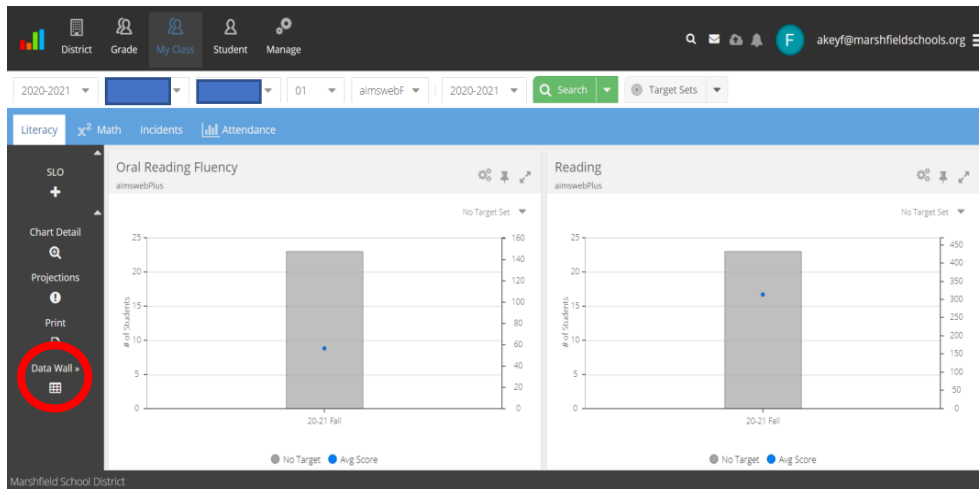 District Grade My Class Student Manage
F akeyf@marshfieldschools.org
2020-2021 01 aimswebF 2020-2021 Search Target Sets
Literacy x² Math Incidents Attendance
SLO
Chart Detail
Projections
Print
Data Wall »
Oral Reading Fluency
aimswebPlus
No Target Set
25
20
15
10
5
0
# of Students
160
140
120
100
80
60
40
20
0
20-21 Fall
No Target Avg Score
Reading
aimswebPlus
No Target Set
25
20
15
10
5
0
# of Students
450
400
350
300
250
200
150
100
50
0
20-21 Fall
No Target Avg Score
Marshfield School District